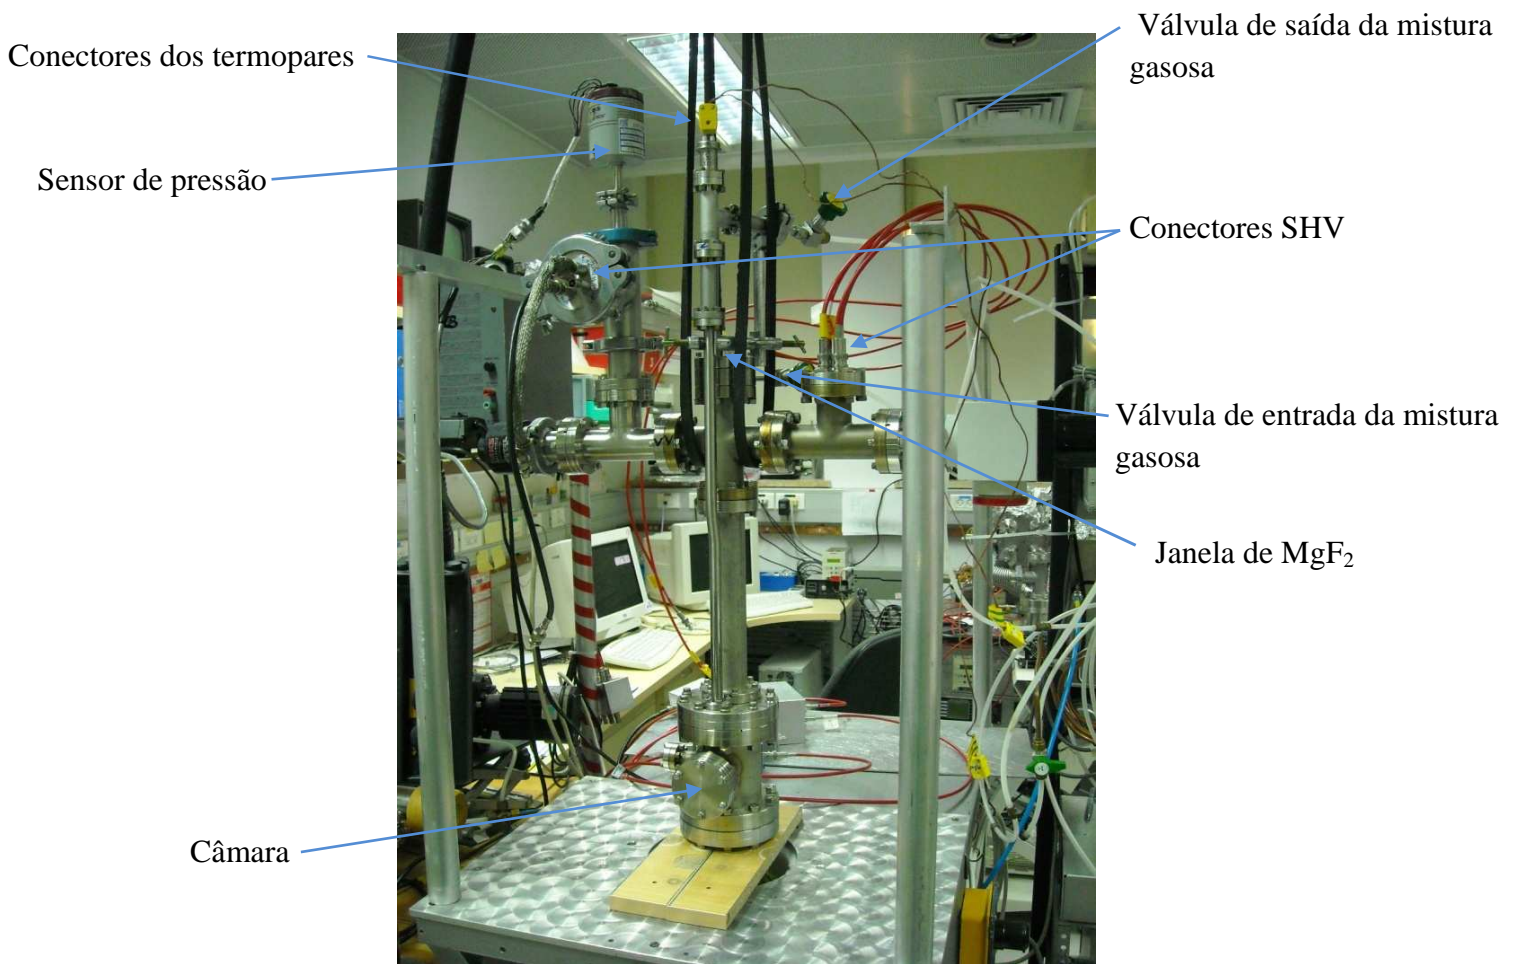 Válvula de saída da mistura
gasosa
Conectores dos termopares
Sensor de pressão
Conectores SHV
Válvula de entrada da mistura
gasosa
Janela de MgF₂
Câmara